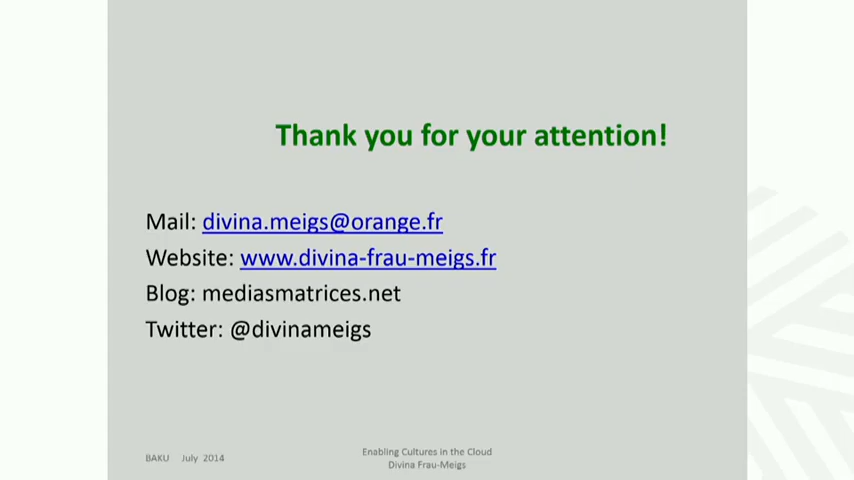 Thank you for your attention!
Mail: divina.meigs@orange.fr
Website: www.divina-frau-meigs.fr
Blog: mediasmatrices.net
Twitter: @divinameigs
BAKU July 2014
Enabling Cultures in the Cloud
Divina Frau-Meigs